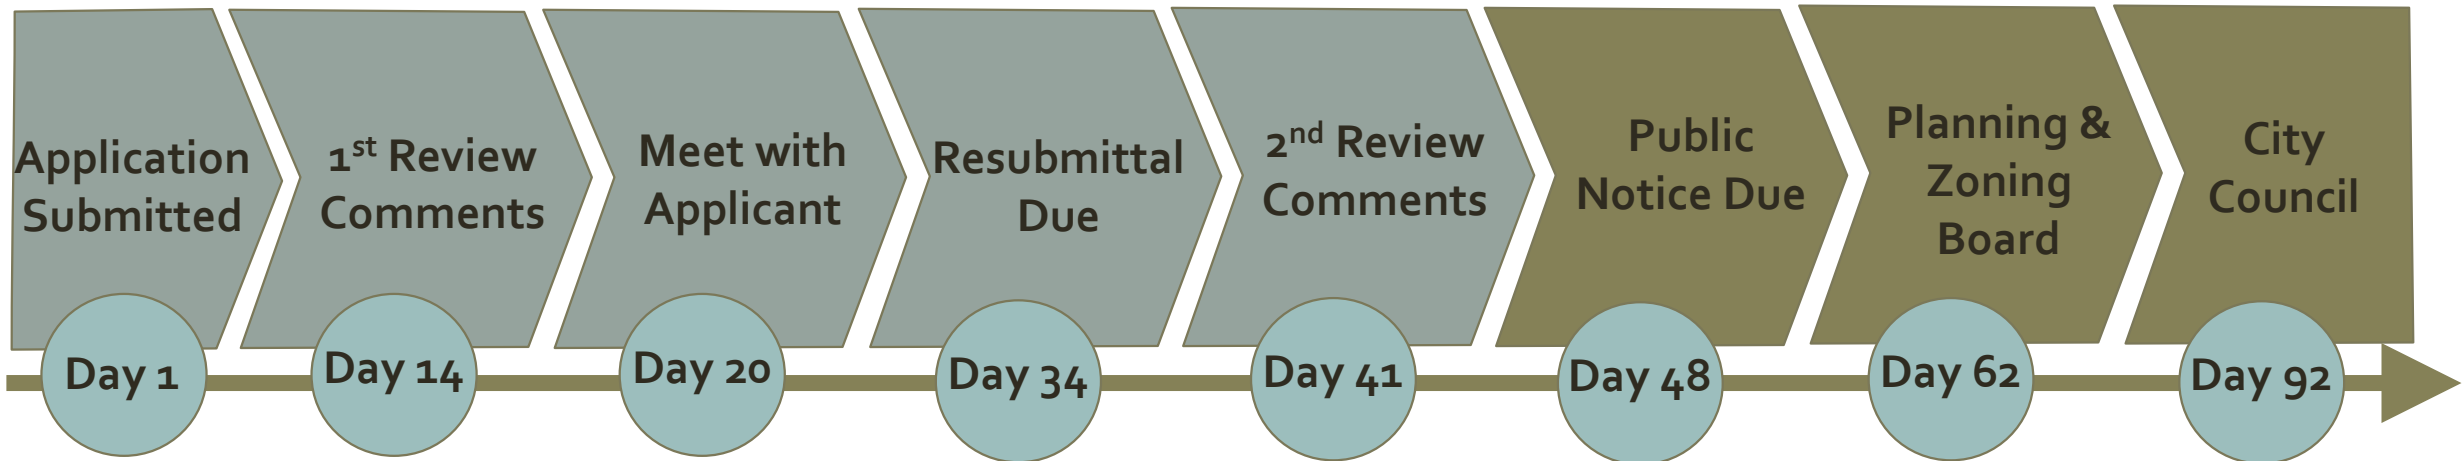 Application
Submitted
1st Review
Comments
Meet with
Applicant
Resubmittal
Due
2nd Review
Comments
Public
Notice Due
Planning &
Zoning
Board
City
Council
Day 1
Day 14
Day 20
Day 34
Day 41
Day 48
Day 62
Day 92